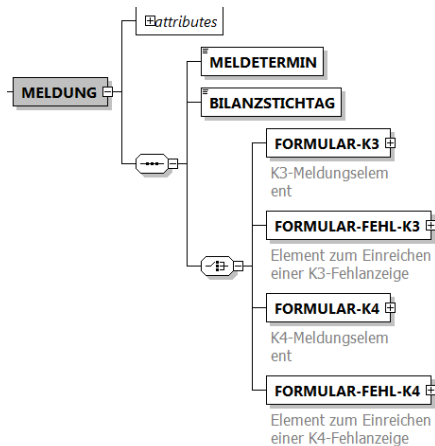 attributes
MELDUNG
MELDETERMIN
BILANZSTICHTAG
FORMULAR-K3
K3-Meldungselem
ent
FORMULAR-FEHL-K3
Element zum Einreichen
einer K3-Fehlanzeige
FORMULAR-K4
K4-Meldungselem
ent
FORMULAR-FEHL-K4
Element zum Einreichen
einer K4-Fehlanzeige